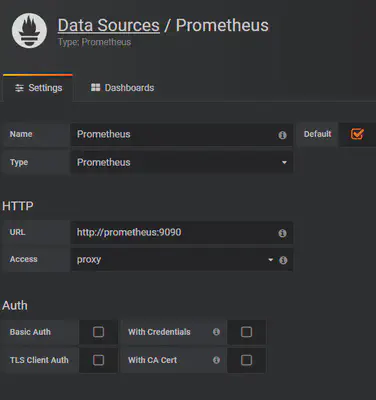 Data Sources / Prometheus
Type: Prometheus
Settings Dashboards
Name Prometheus Default
Type Prometheus
HTTP
URL http://prometheus:9090
Access proxy
Auth
Basic Auth With Credentials
TLS Client Auth With CA Cert